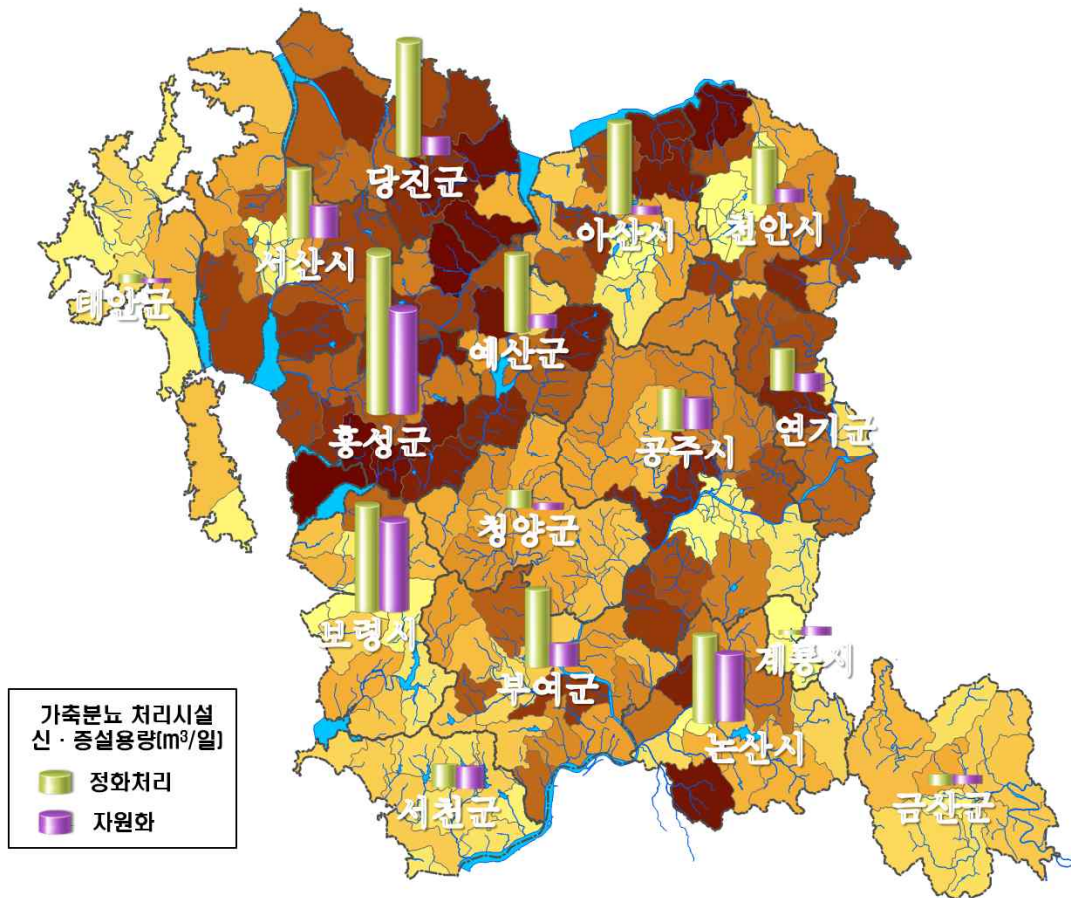 당진군
아산시
천안시
서산시
태안군
예산군
홍성군
공주시
연기군
청양군
보령시
부여군
계룡시
논산시
서천군
금산군
가축분뇨 처리시설
신 · 증설용량(m³/일)
정화처리
자원화